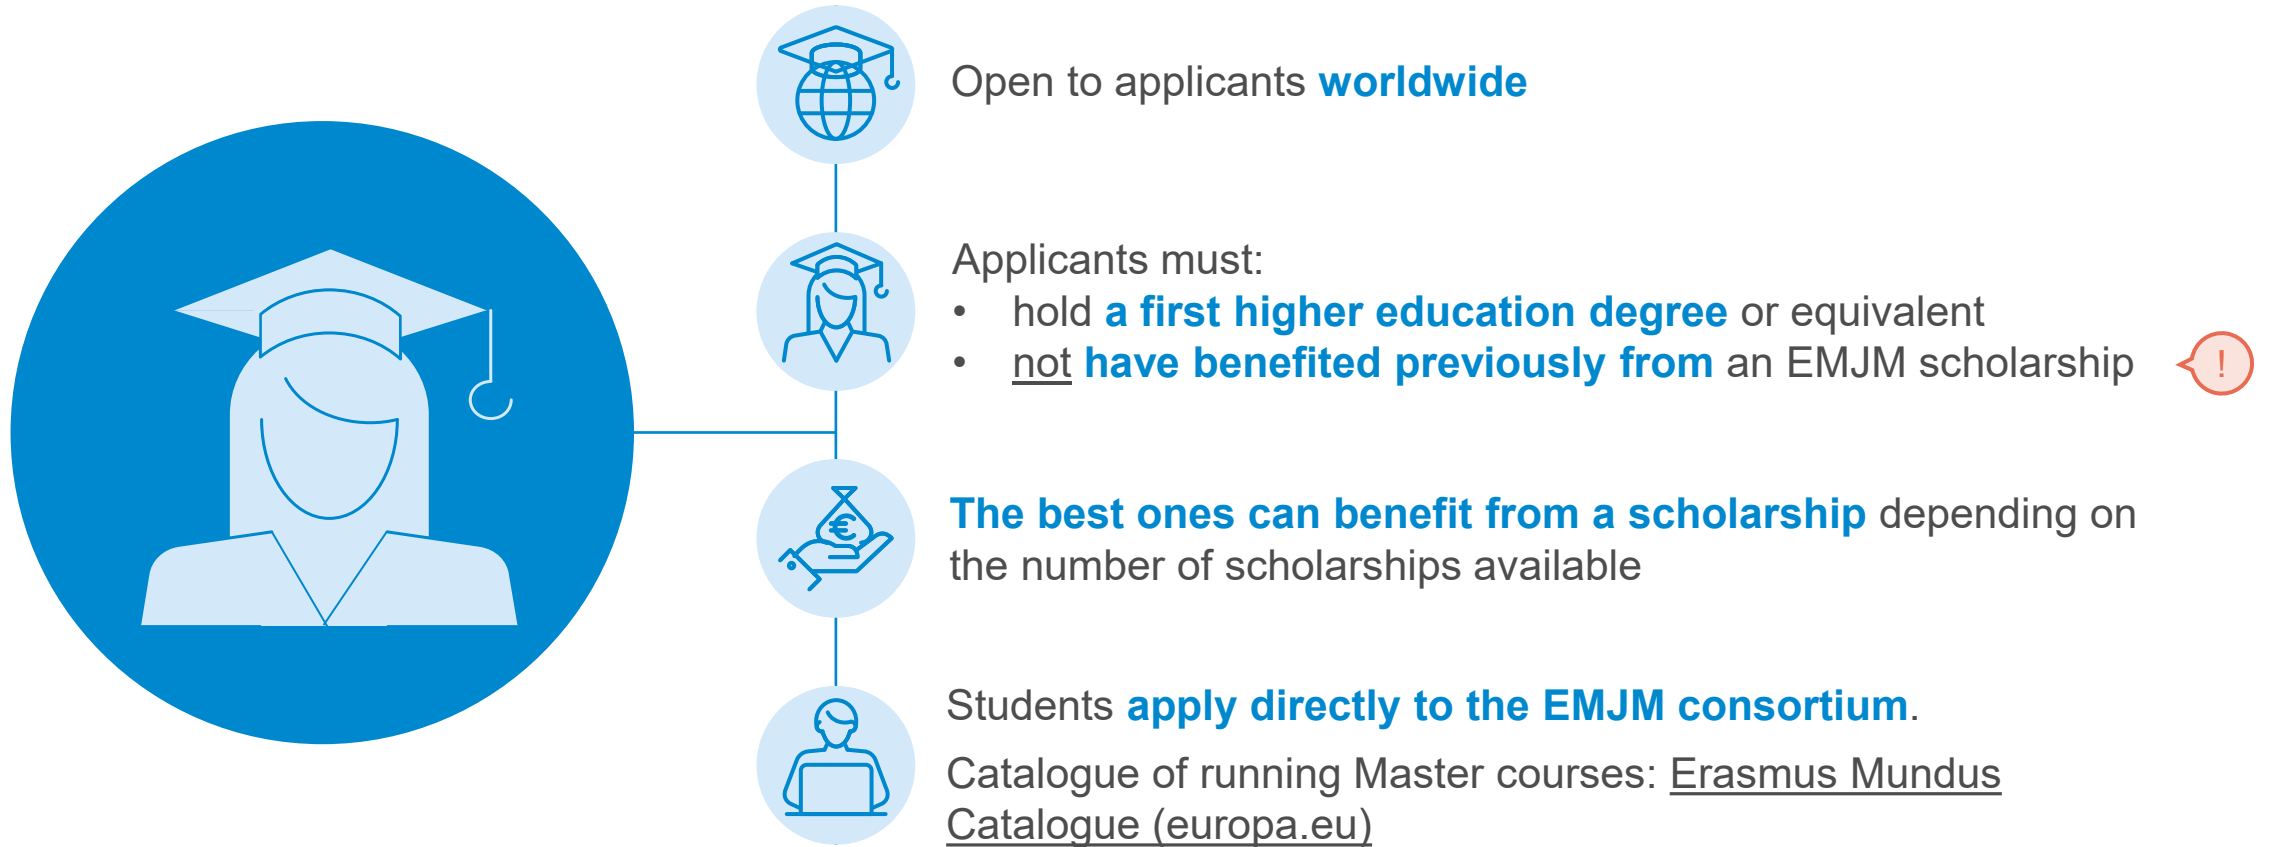 Open to applicants worldwide
Applicants must:
• hold a first higher education degree or equivalent
• not have benefited previously from an EMJM scholarship
!
The best ones can benefit from a scholarship depending on
the number of scholarships available
€
Students apply directly to the EMJM consortium.
Catalogue of running Master courses: Erasmus Mundus
Catalogue (europa.eu)